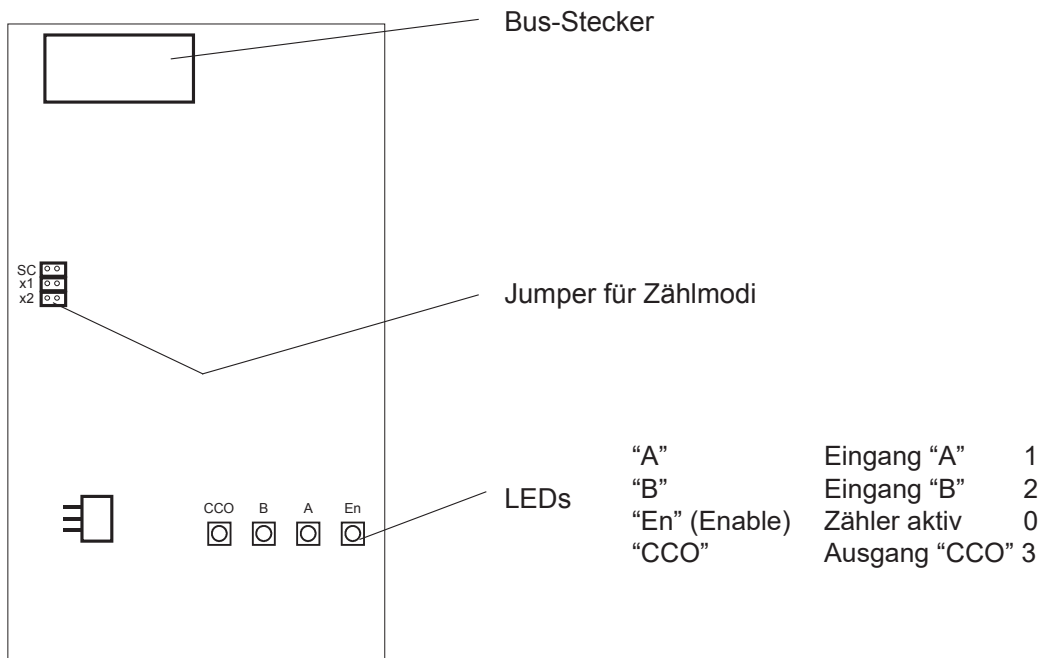 Bus-Stecker
SC
x1
x2
Jumper für Zählmodi
CCO B A En
LEDs
“A” Eingang “A” 1
“B” Eingang “B” 2
“En” (Enable) Zähler aktiv 0
“CCO” Ausgang “CCO” 3